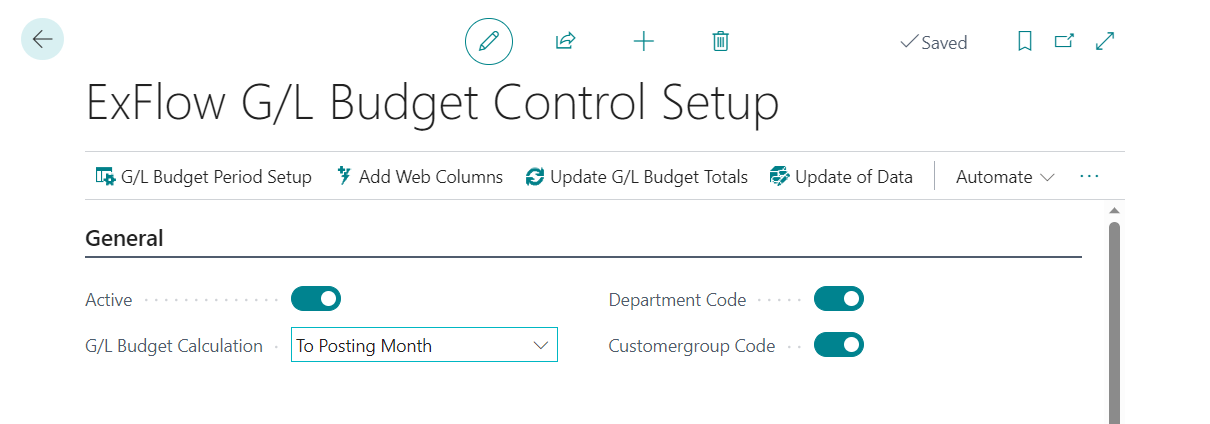 Saved
ExFlow G/L Budget Control Setup
G/L Budget Period Setup Add Web Columns Update G/L Budget Totals Update of Data Automate ...
General
Active Department Code
G/L Budget Calculation To Posting Month Customergroup Code